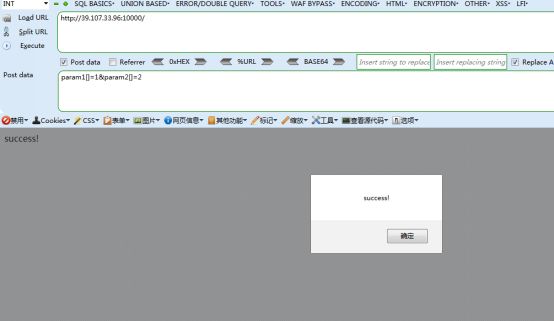 INT SQL BASICS▾ UNION BASED▾ ERROR/DOUBLE QUERY▾ TOOLS▾ WAF BYPASS▾ ENCODING▾ HTML▾ ENCRYPTION▾ OTHER▾ XSS▾ LFI▾
Load URL http://39.107.33.96:10000/
Split URL
Execute
Post data Referrer 0xHEX %URL BASE64 Insert string to replace Insert replacing string Replace A
Post data param1[]=1&param2[]=2
禁用▾ Cookies▾ CSS▾ 表单▾ 图片▾ 网页信息▾ 其他功能▾ 标记▾ 缩放▾ 工具▾ 查看源代码▾ 选项▾
success!
success!
确定